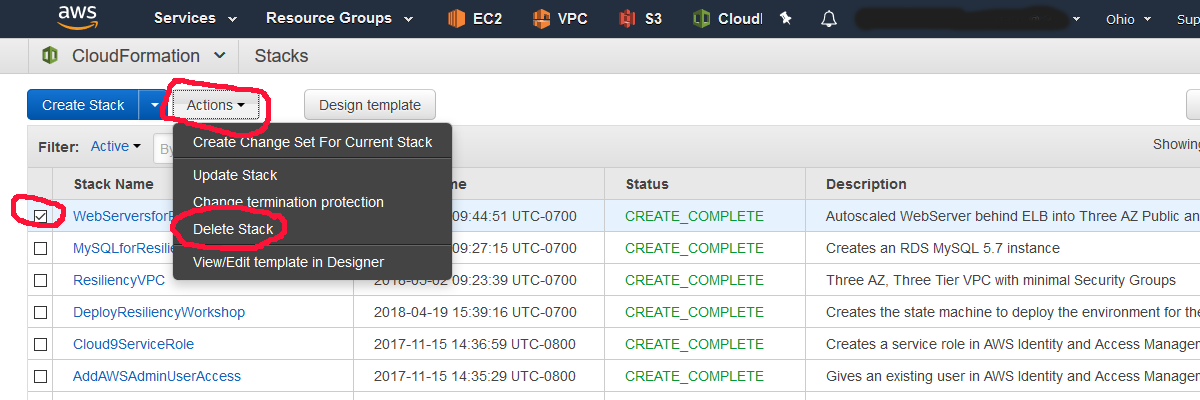 aws Services Resource Groups EC2 VPC S3 Cloudl Ohio Sup
CloudFormation Stacks
Create Stack Actions Design template
Filter: Active By Showing
Create Change Set For Current Stack
Update Stack
Change termination protection
Delete Stack
View/Edit template in Designer
Stack Name me Status Description
WebServersforR 09:44:51 UTC-0700 CREATE_COMPLETE Autoscaled WebServer behind ELB into Three AZ Public an
MySQLforResilie 09:27:15 UTC-0700 CREATE_COMPLETE Creates an RDS MySQL 5.7 instance
ResiliencyVPC 2018-05-02 09:23:39 UTC-0700 CREATE_COMPLETE Three AZ, Three Tier VPC with minimal Security Groups
DeployResiliencyWorkshop 2018-04-19 15:39:16 UTC-0700 CREATE_COMPLETE Creates the state machine to deploy the environment for the
Cloud9ServiceRole 2017-11-15 14:36:59 UTC-0800 CREATE_COMPLETE Creates a service role in AWS Identity and Access Manager
AddAWSAdminUserAccess 2017-11-15 14:35:29 UTC-0800 CREATE_COMPLETE Gives an existing user in AWS Identity and Access Managem